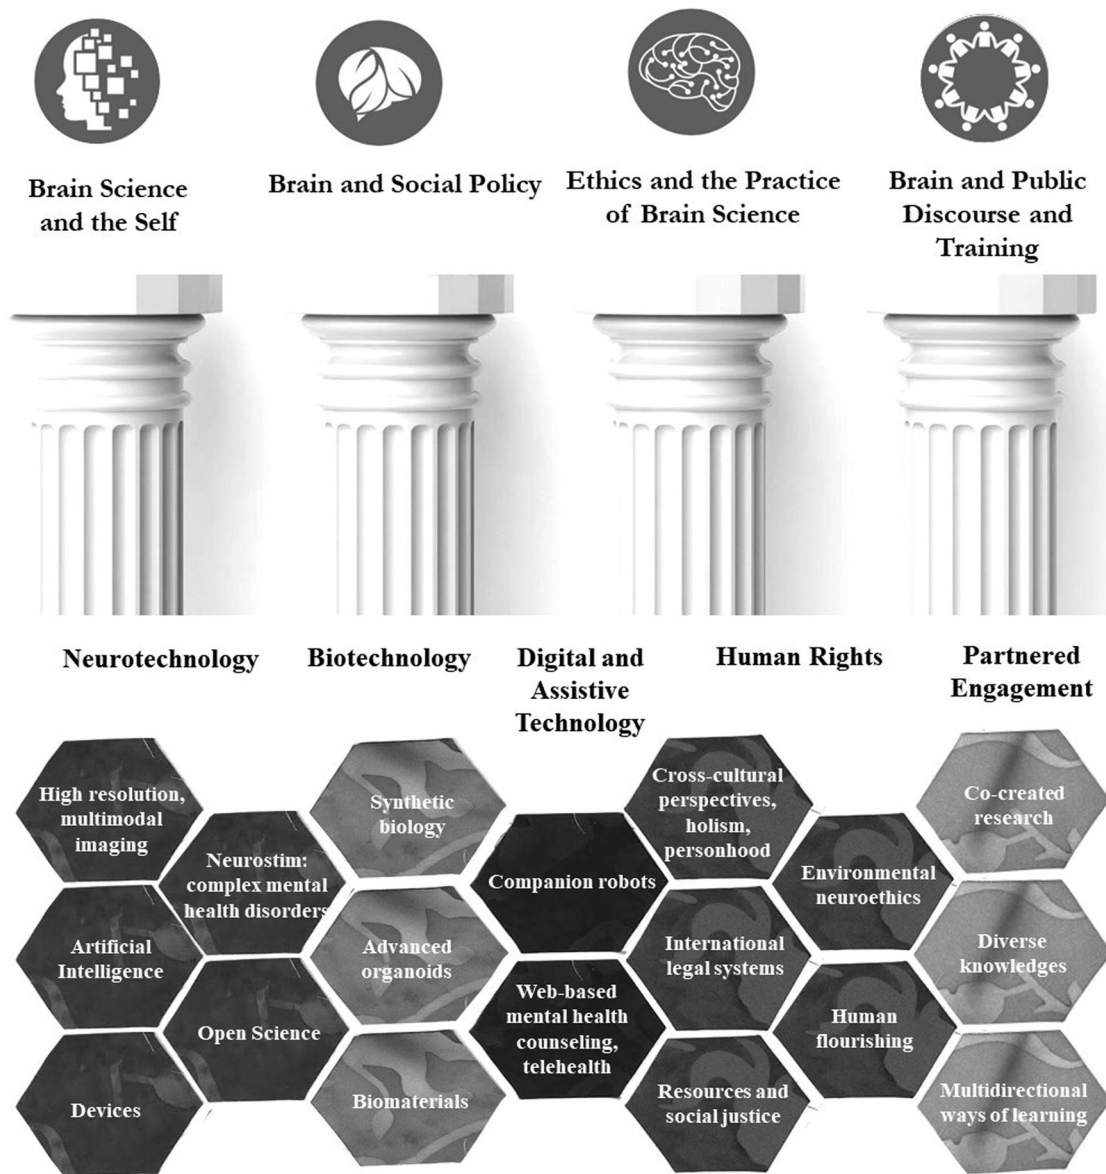 Brain Science
and the Self
Brain and Social Policy
Ethics and the Practice
of Brain Science
Brain and Public
Discourse and
Training
Neurotechnology
Biotechnology
Digital and
Assistive
Technology
Human Rights
Partnered
Engagement
High resolution,
multimodal
imaging
Neurostim:
complex mental
health disorders
Artificial
Intelligence
Open Science
Devices
Synthetic
biology
Advanced
organoids
Biomaterials
Companion robots
Web-based
mental health
counseling,
telehealth
Cross-cultural
perspectives,
holism,
personhood
International
legal systems
Resources and
social justice
Environmental
neuroethics
Human
flourishing
Co-created
research
Diverse
knowledges
Multidirectional
ways of learning